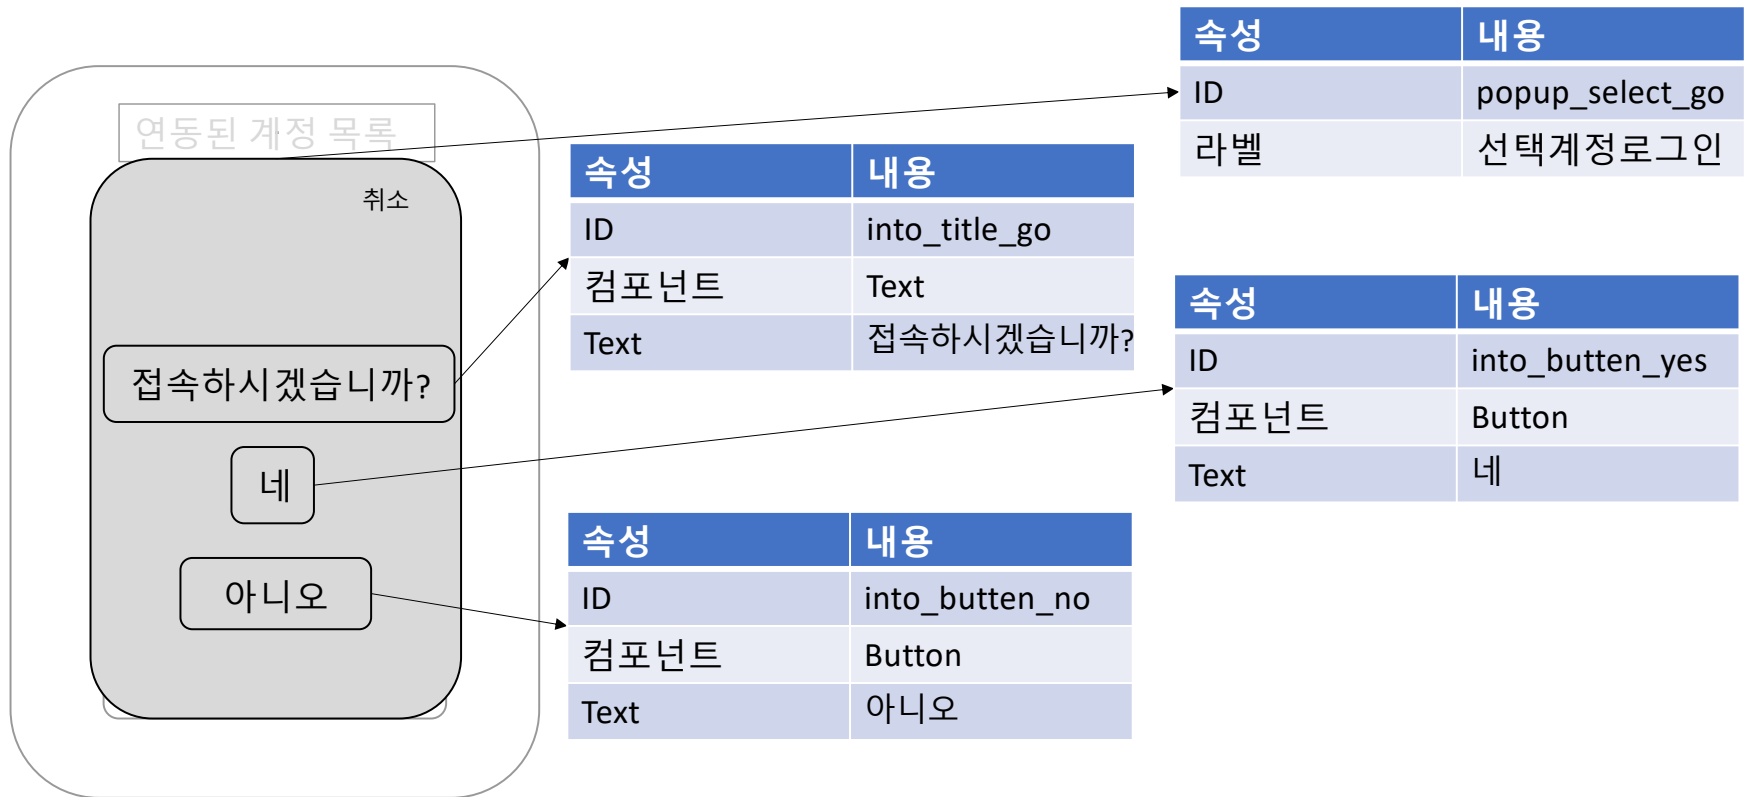 연동된 계정 목록
취소
접속하시겠습니까?
네
아니오
속성 내용
ID into_title_go
컴포넌트 Text
Text 접속하시겠습니까?
속성 내용
ID into_butten_no
컴포넌트 Button
Text 아니오
속성 내용
ID popup_select_go
라벨 선택계정로그인
속성 내용
ID into_butten_yes
컴포넌트 Button
Text 네